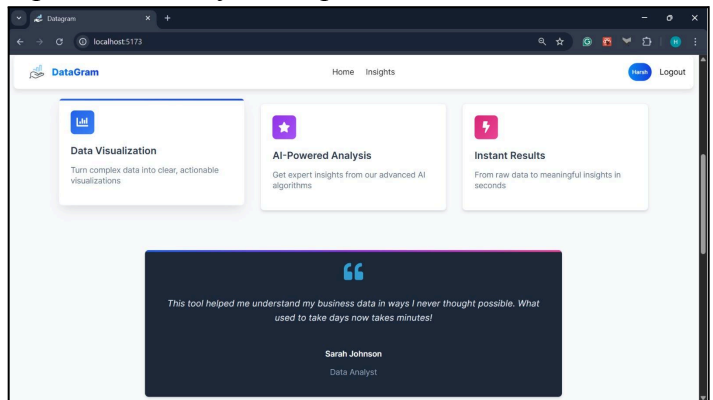 Datagram
localhost:5173
H
DataGram
Home Insights
Harsh Logout
Data Visualization
Turn complex data into clear, actionable
visualizations
AI-Powered Analysis
Get expert insights from our advanced AI
algorithms
Instant Results
From raw data to meaningful insights in
seconds
This tool helped me understand my business data in ways I never thought possible. What
used to take days now takes minutes!
Sarah Johnson
Data Analyst